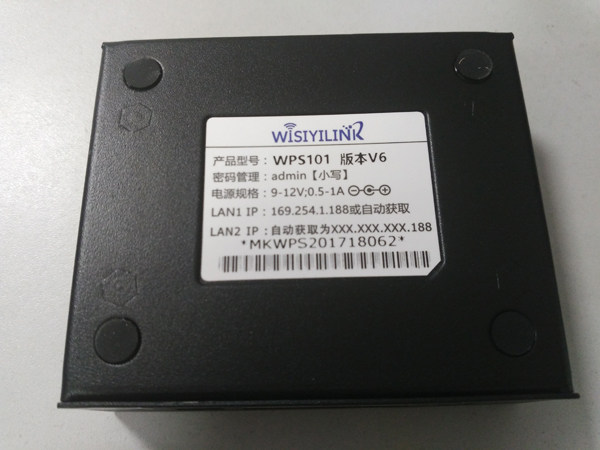 WISIYILINK
产品型号：WPS101 版本V6
密码管理：admin【小写】
电源规格：9-12V;0.5-1A
LAN1 IP：169.254.1.188或自动获取
LAN2 IP：自动获取为XXX.XXX.XXX.188
*MKWPS201718062*